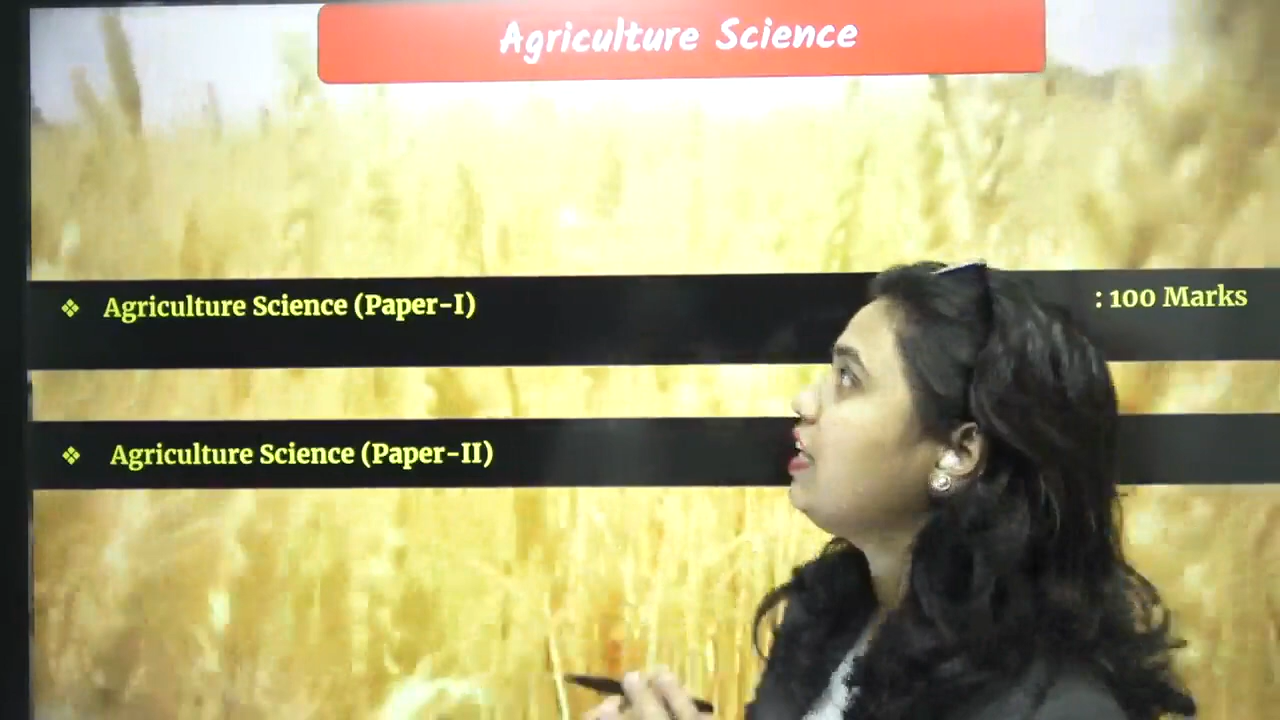 Agriculture Science
❖ Agriculture Science (Paper-I) : 100 Marks
❖ Agriculture Science (Paper-II)